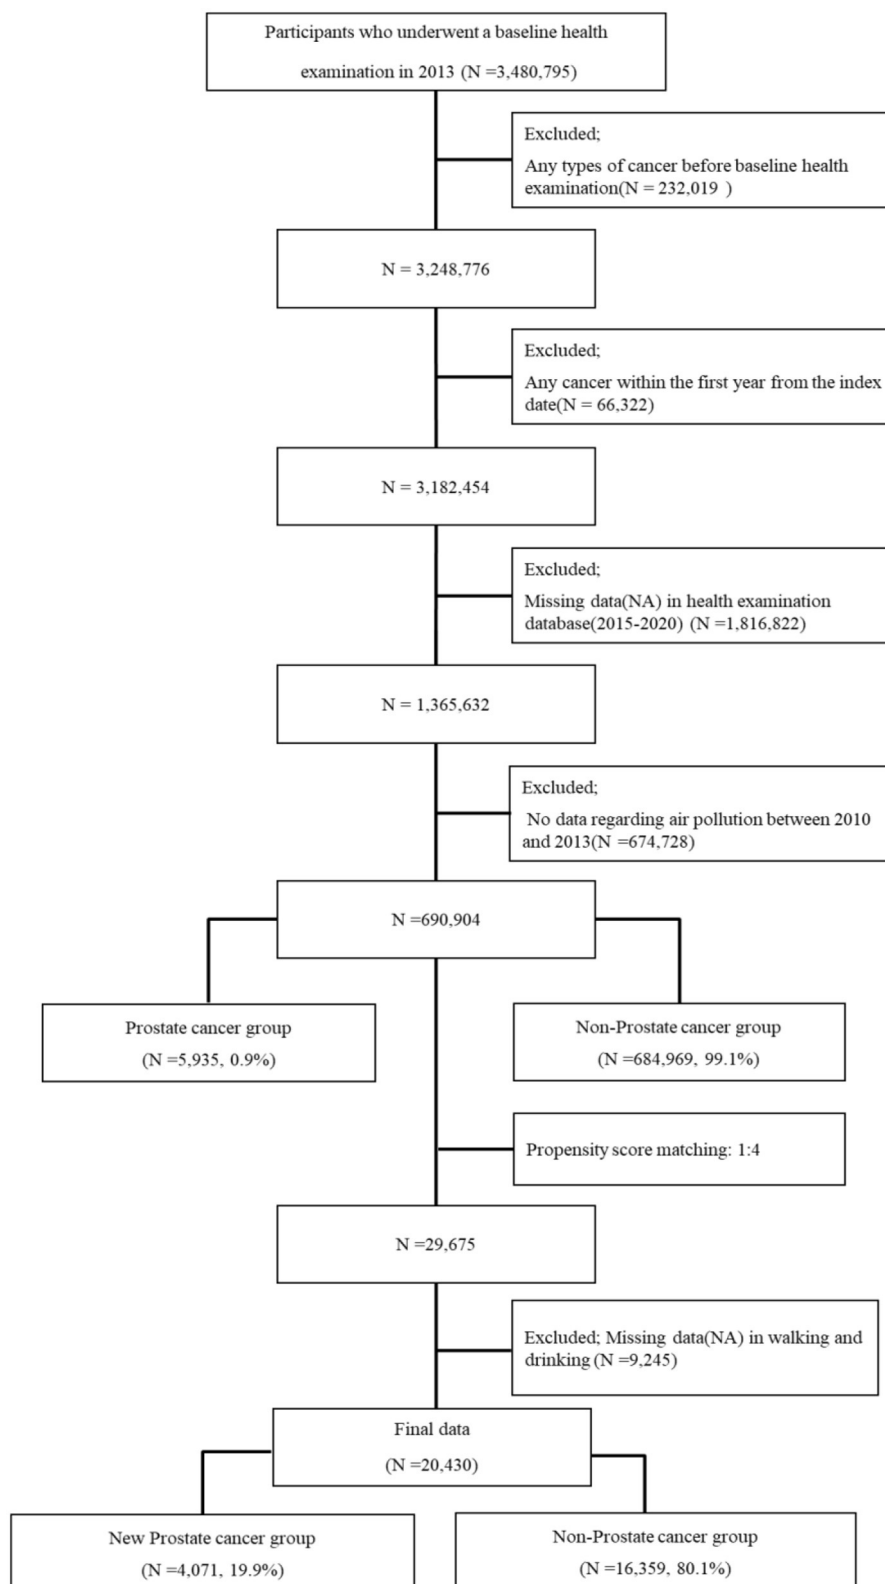 Participants who underwent a baseline health
examination in 2013 (N =3,480,795)
Excluded;
Any types of cancer before baseline health
examination(N = 232,019 )
N = 3,248,776
Excluded;
Any cancer within the first year from the index
date(N = 66,322)
N = 3,182,454
Excluded;
Missing data(NA) in health examination
database(2015-2020) (N =1,816,822)
N = 1,365,632
Excluded;
No data regarding air pollution between 2010
and 2013(N =674,728)
N =690,904
Prostate cancer group
(N =5,935, 0.9%)
Non-Prostate cancer group
(N =684,969, 99.1%)
Propensity score matching: 1:4
N =29,675
Excluded; Missing data(NA) in walking and
drinking (N =9,245)
Final data
(N =20,430)
New Prostate cancer group
(N =4,071, 19.9%)
Non-Prostate cancer group
(N =16,359, 80.1%)